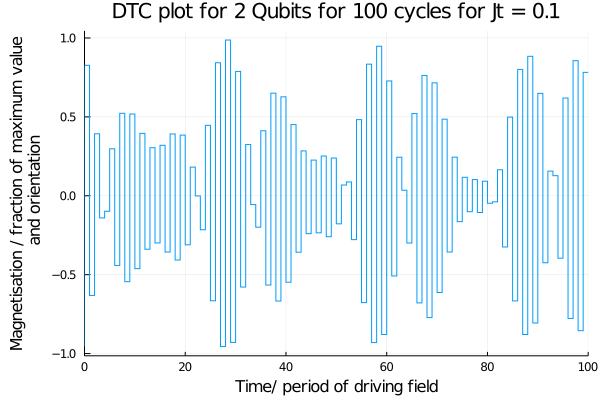 DTC plot for 2 Qubits for 100 cycles for Jt = 0.1
Magnetisation / fraction of maximum value
and orientation
1.0
0.5
0.0
−0.5
−1.0
0 20 40 60 80 100
Time/ period of driving field